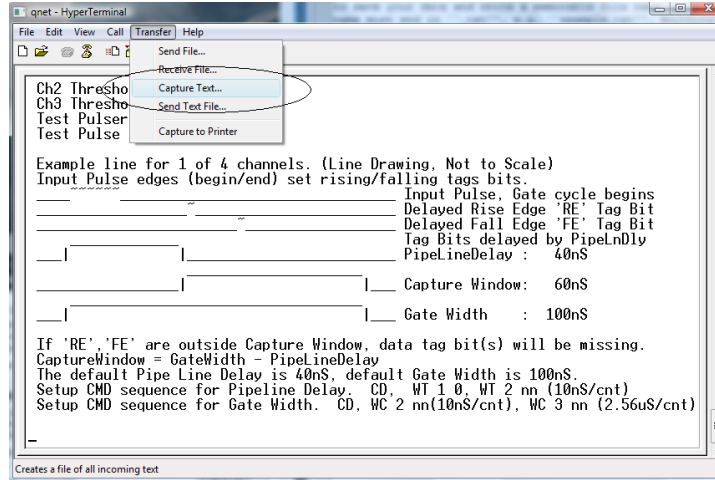 qnet - HyperTerminal
File Edit View Call Transfer Help
Send File...
Receive File...
Capture Text...
Send Text File...
Capture to Printer
Ch2 Thresho
Ch3 Thresho
Test Pulser
Test Pulse
Example line for 1 of 4 channels. (Line Drawing, Not to Scale)
Input Pulse edges (begin/end) set rising/falling tags bits.
Input Pulse, Gate cycle begins
Delayed Rise Edge 'RE' Tag Bit
Delayed Fall Edge 'FE' Tag Bit
Tag Bits delayed by PipeLnDly
PipeLineDelay : 40nS
Capture Window: 60nS
Gate Width : 100nS
If 'RE','FE' are outside Capture Window, data tag bit(s) will be missing.
CaptureWindow = GateWidth - PipeLineDelay
The default Pipe Line Delay is 40nS, default Gate Width is 100nS.
Setup CMD sequence for Pipeline Delay. CD, WT 1 0, WT 2 nn (10nS/cnt)
Setup CMD sequence for Gate Width. CD, WC 2 nn(10nS/cnt), WC 3 nn (2.56uS/cnt)
Creates a file of all incoming text